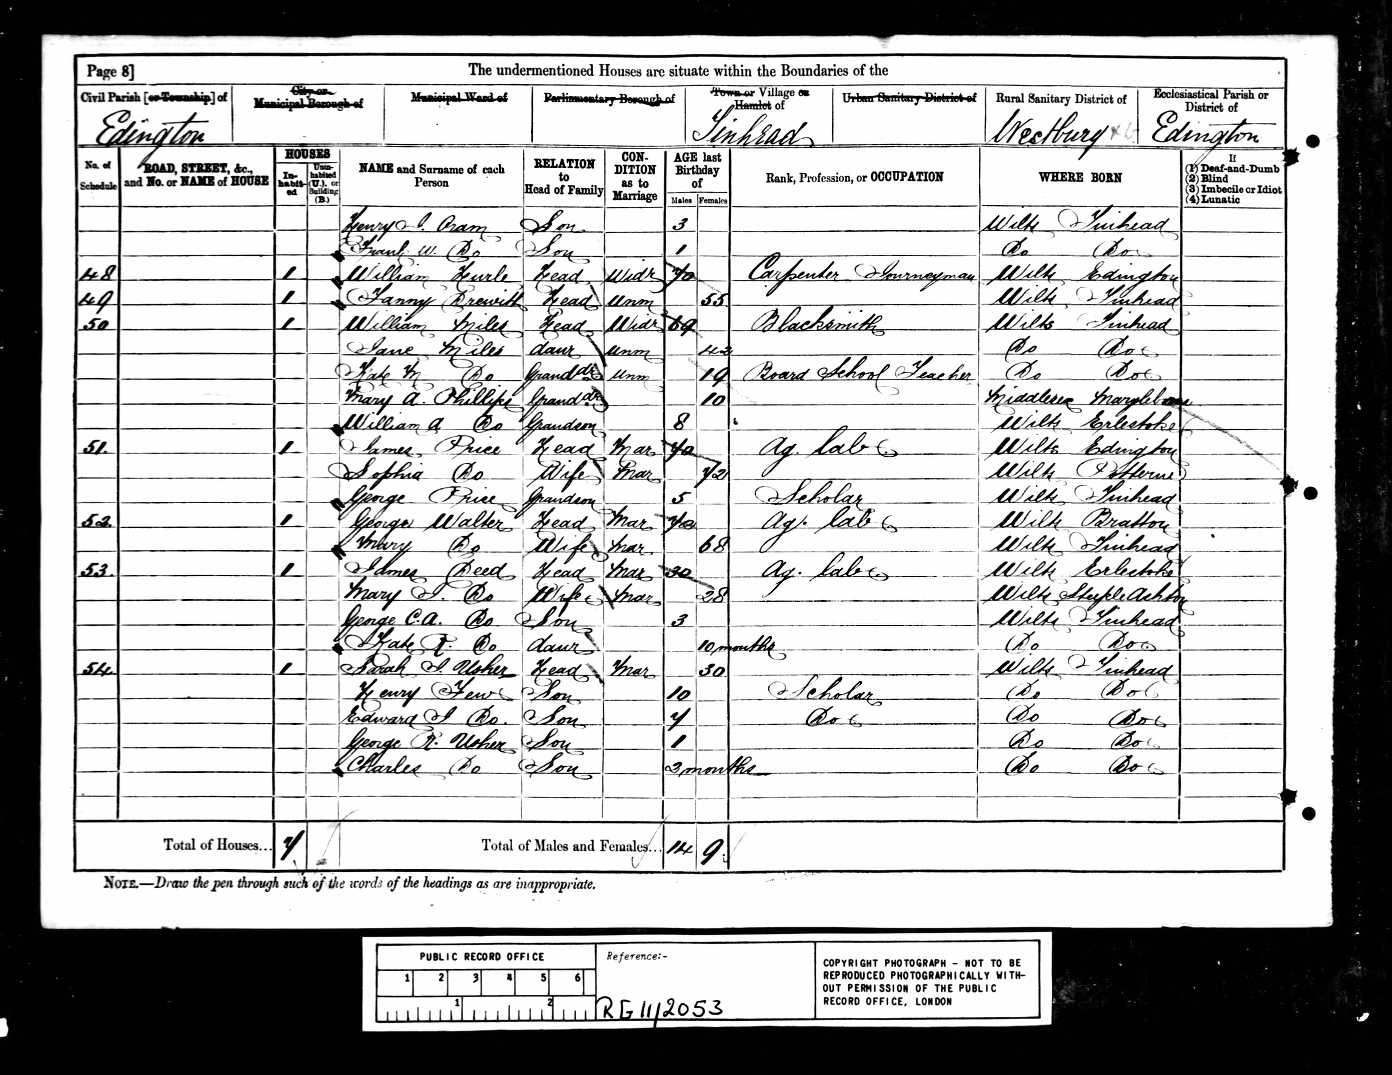 Page 8] The undermentioned Houses are situate within the Boundaries of the
Civil Parish [or Township] of City or Municipal Borough of Municipal Ward of Parliamentary Borough of Town or Village or Hamlet of Urban Sanitary District of Rural Sanitary District of Ecclesiastical Parish or District of
Edington Tinhead Westbury Edington
No. of Schedule ROAD, STREET, &c., and No. or NAME of HOUSE HOUSES In-habit-ed Unin-habited (U.), or Building (B.) NAME and Surname of each Person RELATION to Head of Family CON-DITION as to Marriage AGE last Birthday of Males Females Rank, Profession, or OCCUPATION WHERE BORN If (1) Deaf-and-Dumb (2) Blind (3) Imbecile or Idiot (4) Lunatic
Henry J. Oram Son 3 Wilts Tinhead
Frank W. Do Son 1 Do Do
48 1 William Hurle Head Widr 70 Carpenter Journeyman Wilts Edington
49 1 Fanny Drewitt Head Unm 55 Wilts Tinhead
50 1 William Miles Head Widr 69 Blacksmith Wilts Tinhead
Jane Miles daur Unm 42 Do Do
Kate M Do Grand dr Unm 19 Board School Teacher Do Do
Mary A. Phillips Grand dr 10 Middlesex Marylebone
William A Do Grandson 8 Wilts Erlestoke
51. 1 James Price Head Mar 70 Ag. lab Wilts Edington
Sophia Do Wife Mar 72 Wilts Potterne
George Price Grandson 5 Scholar Wilts Tinhead
52 1 George Walter Head Mar 72 Ag. lab Wilts Bratton
Mary Do Wife Mar 68 Wilts Tinhead
53 1 James Deed Head Mar 30 Ag. lab Wilts Erlestoke
Mary J. Do Wife Mar 28 Wilts Steeple Ashton
George C.A. Do Son 3 Wilts Tinhead
Kate R. Do daur 10 months Do Do
54 1 Sarah J Usher Head Mar 30 Wilts Tinhead
Henry Few Son 10 Scholar Do Do
Edward J Do. Son 7 Do Do Do
George R. Usher Son 1 Do Do
Charles Do Son 2 months Do Do
Total of Houses... 7 Total of Males and Females... 14 9
NOTE.—Draw the pen through such of the words of the headings as are inappropriate.
PUBLIC RECORD OFFICE
1 2 3 4 5 6
1 2
Reference:-
RG 11/2053
COPYRIGHT PHOTOGRAPH - NOT TO BE
REPRODUCED PHOTOGRAPHICALLY WITH-
OUT PERMISSION OF THE PUBLIC
RECORD OFFICE, LONDON